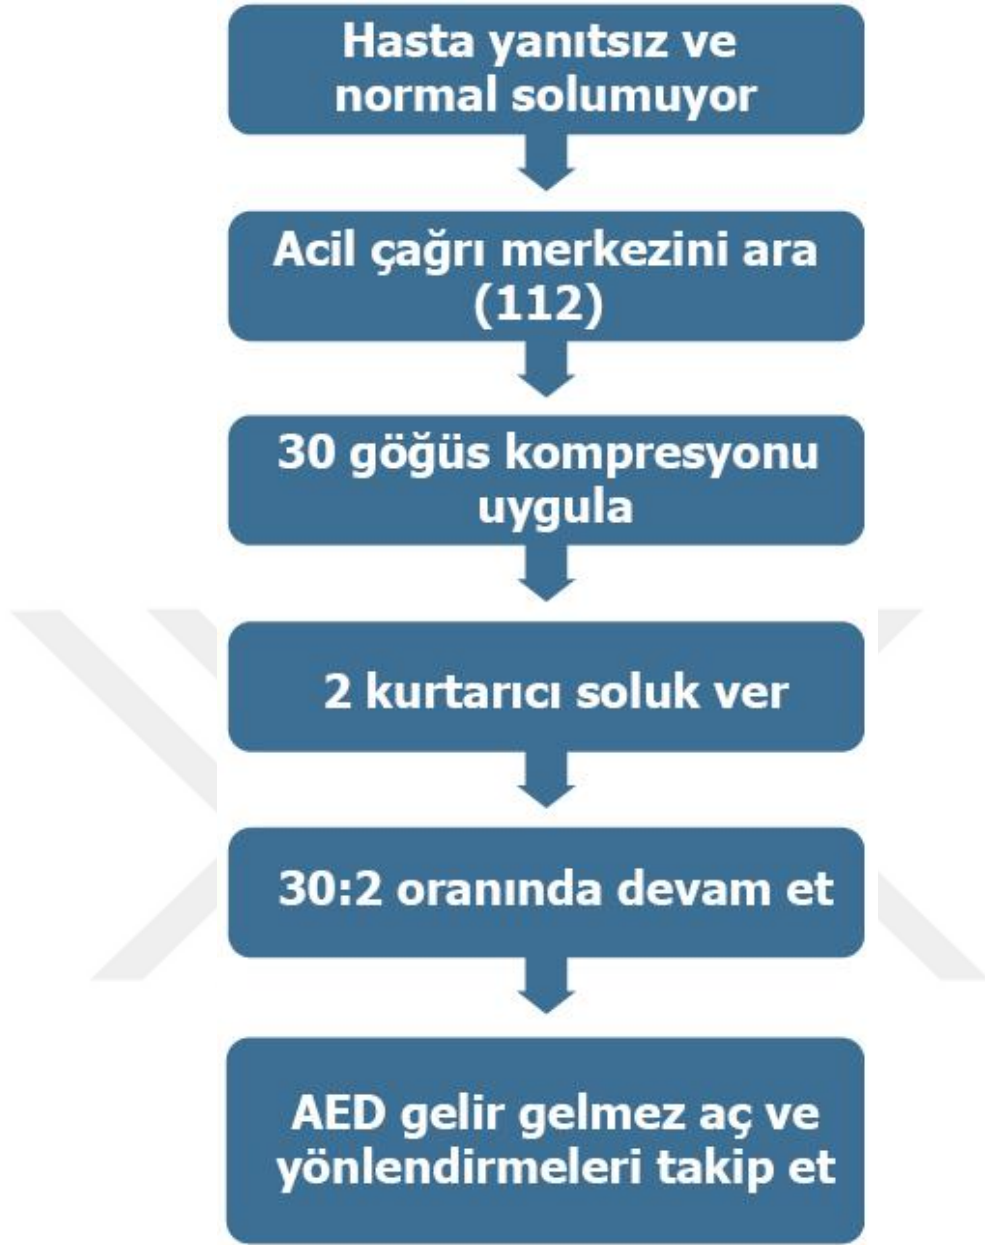 Hasta yanıtsız ve
normal solumuyor
Acil çağrı merkezini ara
(112)
30 göğüs kompresyonu
uygula
2 kurtarıcı soluk ver
30:2 oranında devam et
AED gelir gelmez aç ve
yönlendirmeleri takip et